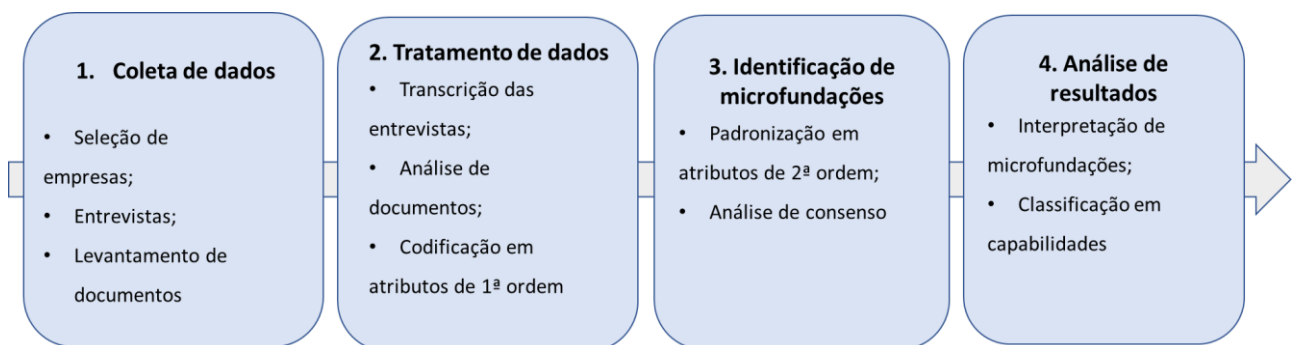 1. Coleta de dados
• Seleção de
empresas;
• Entrevistas;
• Levantamento de
documentos
2. Tratamento de dados
• Transcrição das
entrevistas;
• Análise de
documentos;
• Codificação em
atributos de 1ª ordem
3. Identificação de
microfundações
• Padronização em
atributos de 2ª ordem;
• Análise de consenso
4. Análise de
resultados
• Interpretação de
microfundações;
• Classificação em
capabilidades